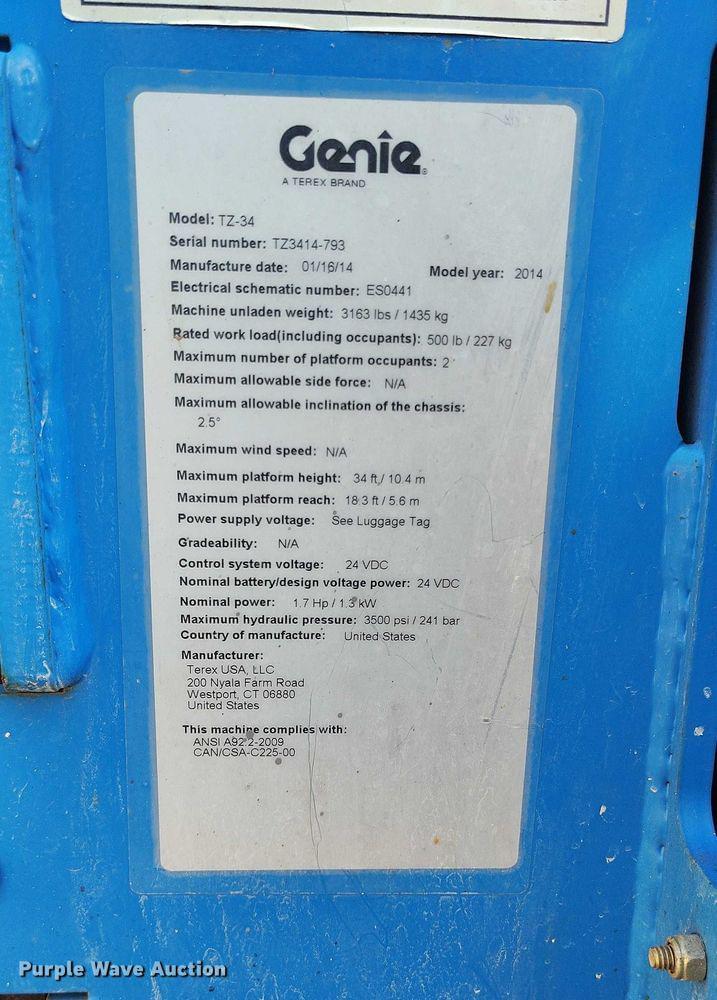 Genie
A TEREX BRAND
Model: TZ-34
Serial number: TZ3414-793
Manufacture date: 01/16/14 Model year: 2014
Electrical schematic number: ES0441
Machine unladen weight: 3163 lbs / 1435 kg
Rated work load(including occupants): 500 lb / 227 kg
Maximum number of platform occupants: 2
Maximum allowable side force: N/A
Maximum allowable inclination of the chassis:
2.5°
Maximum wind speed: N/A
Maximum platform height: 34 ft / 10.4 m
Maximum platform reach: 18.3 ft / 5.6 m
Power supply voltage: See Luggage Tag
Gradeability: N/A
Control system voltage: 24 VDC
Nominal battery/design voltage power: 24 VDC
Nominal power: 1.7 Hp / 1.3 kW
Maximum hydraulic pressure: 3500 psi / 241 bar
Country of manufacture: United States
Manufacturer:
Terex USA, LLC
200 Nyala Farm Road
Westport, CT 06880
United States
This machine complies with:
ANSI A92.2-2009
CAN/CSA-C225-00
Purple Wave Auction